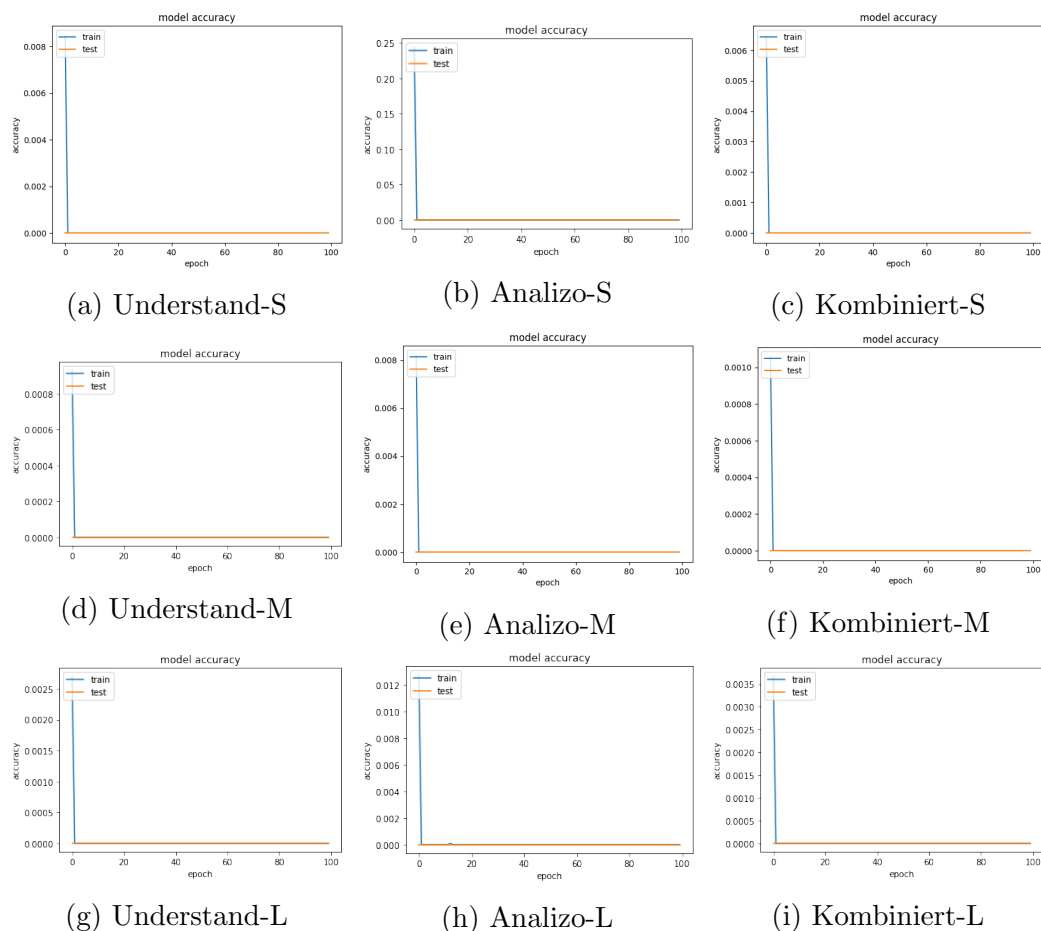 model accuracy
0.008
0.006
0.004
0.002
0.000
accuracy
train
test
0 20 40 60 80 100
epoch
(a) Understand-S
model accuracy
0.25
0.20
0.15
0.10
0.05
0.00
accuracy
train
test
0 20 40 60 80 100
epoch
(b) Analizo-S
model accuracy
0.006
0.005
0.004
0.003
0.002
0.001
0.000
accuracy
train
test
0 20 40 60 80 100
epoch
(c) Kombiniert-S
model accuracy
0.0008
0.0006
0.0004
0.0002
0.0000
accuracy
train
test
0 20 40 60 80 100
epoch
(d) Understand-M
model accuracy
0.008
0.006
0.004
0.002
0.000
accuracy
train
test
0 20 40 60 80 100
epoch
(e) Analizo-M
model accuracy
0.0010
0.0008
0.0006
0.0004
0.0002
0.0000
accuracy
train
test
0 20 40 60 80 100
epoch
(f) Kombiniert-M
model accuracy
0.0025
0.0020
0.0015
0.0010
0.0005
0.0000
accuracy
train
test
0 20 40 60 80 100
epoch
(g) Understand-L
model accuracy
0.012
0.010
0.008
0.006
0.004
0.002
0.000
accuracy
train
test
0 20 40 60 80 100
epoch
(h) Analizo-L
model accuracy
0.0035
0.0030
0.0025
0.0020
0.0015
0.0010
0.0005
0.0000
accuracy
train
test
0 20 40 60 80 100
epoch
(i) Kombiniert-L